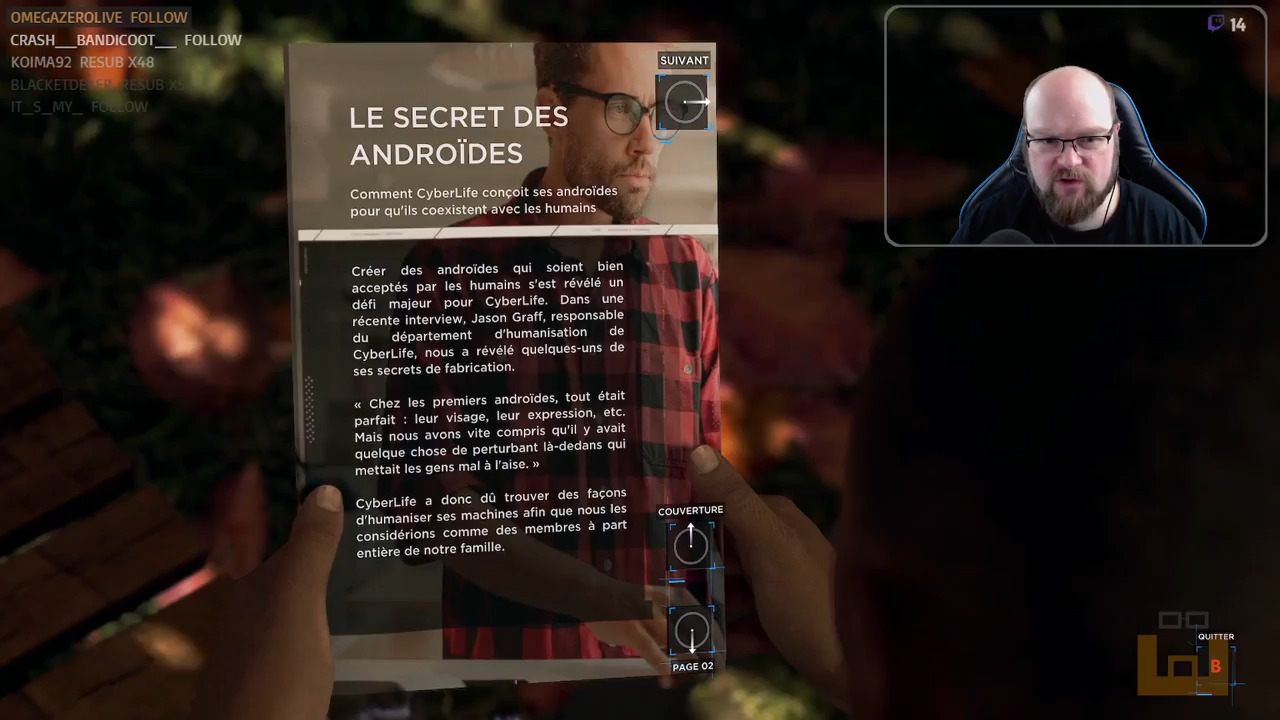 OMEGAZEROLIVE FOLLOW
CRASH__BANDICOOT__ FOLLOW
KOIMA92 RESUB X48
IT_S_MY_ FOLLOW
14
SUIVANT
LE SECRET DES
ANDROÏDES
Comment CyberLife conçoit ses androïdes
pour qu'ils coexistent avec les humains
Créer des androïdes qui soient bien
acceptés par les humains s'est révélé un
défi majeur pour CyberLife. Dans une
récente interview, Jason Graff, responsable
du département d'humanisation de
CyberLife, nous a révélé quelques-uns de
ses secrets de fabrication.
« Chez les premiers androïdes, tout était
parfait : leur visage, leur expression, etc.
Mais nous avons vite compris qu'il y avait
quelque chose de perturbant là-dedans qui
mettait les gens mal à l'aise. »
CyberLife a donc dû trouver des façons
d'humaniser ses machines afin que nous les
considérions comme des membres à part
entière de notre famille.
COUVERTURE
PAGE 02
QUITTER
B